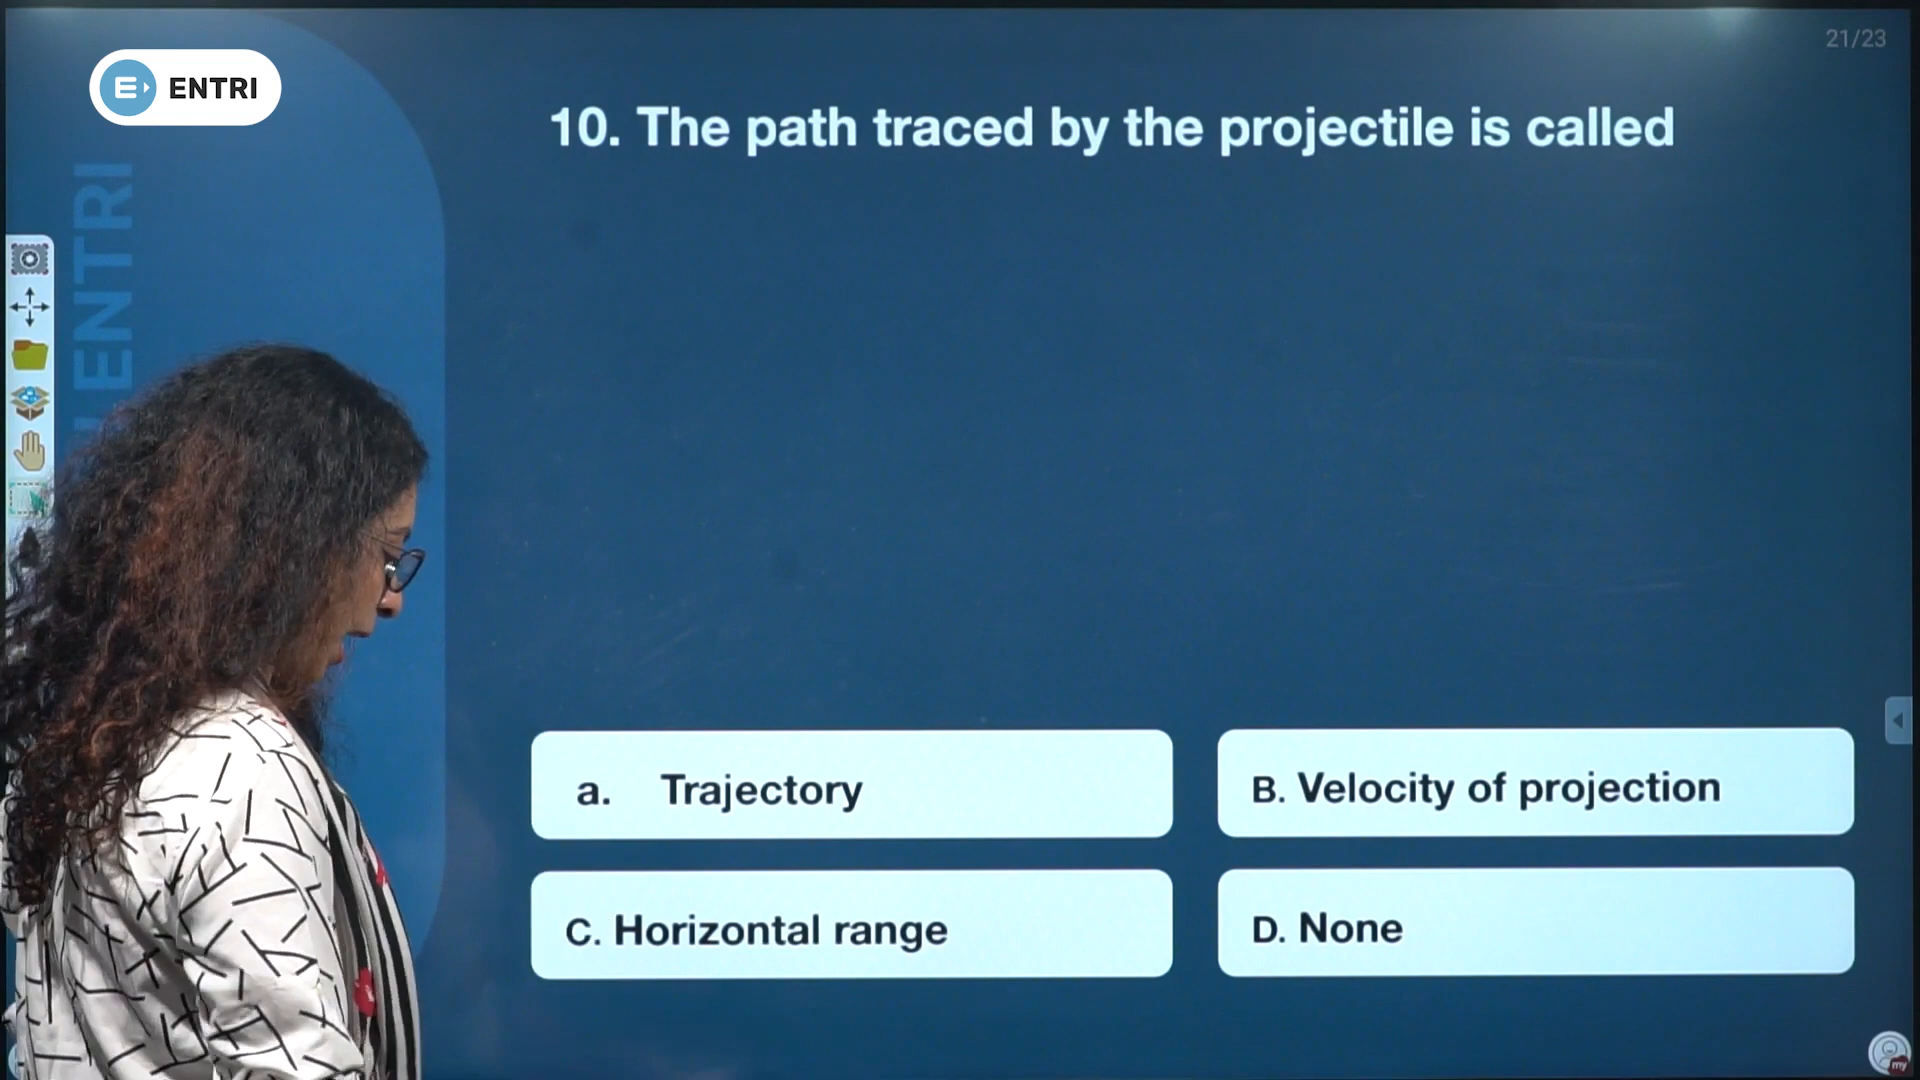 21/23
ENTRI
ENTRI
10. The path traced by the projectile is called
a. Trajectory
B. Velocity of projection
C. Horizontal range
D. None
my